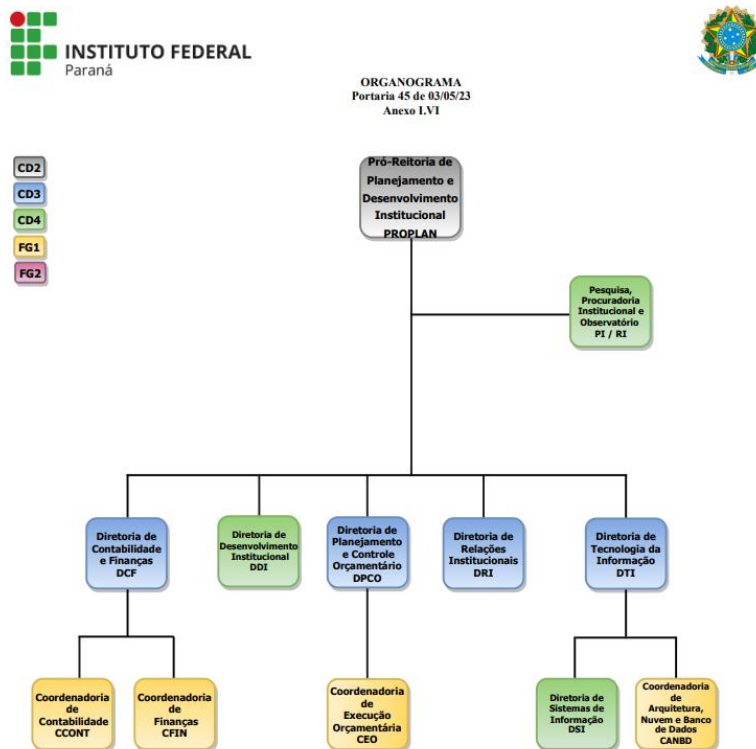 INSTITUTO FEDERAL
Paraná
ORGANOGRAMA
Portaria 45 de 03/05/23
Anexo I.VI
CD2
CD3
CD4
FG1
FG2
Pró-Reitoria de
Planejamento e
Desenvolvimento
Institucional
PROPLAN
Pesquisa,
Procuradoria
Institucional e
Observatório
PI / RI
Diretoria de
Contabilidade
e Finanças
DCF
Diretoria de
Desenvolvimento
Institucional
DDI
Diretoria de
Planejamento
e Controle
Orçamentário
DPCO
Diretoria de
Relações
Institucionais
DRI
Diretoria de
Tecnologia da
Informação
DTI
Coordenadoria
de
Contabilidade
CCONT
Coordenadoria
de
Finanças
CFIN
Coordenadoria
de
Execução
Orçamentária
CEO
Diretoria de
Sistemas de
Informação
DSI
Coordenadoria
de
Arquitetura,
Nuvem e Banco
de Dados
CANBD